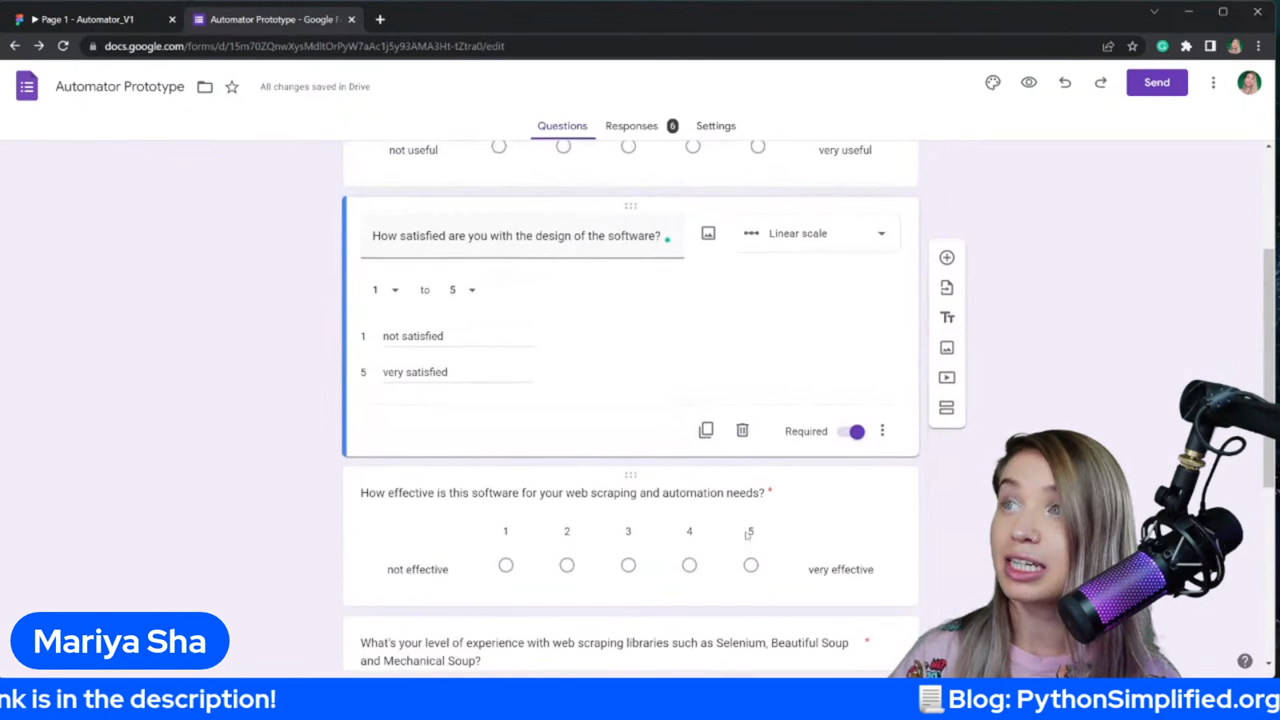 Page 1 - Automator_V1
Automator Prototype - Google F
docs.google.com/forms/d/15m70ZQnwXysMdltOrPyW7aAc1j5y93AMA3Ht-tZtra0/edit
Automator Prototype
All changes saved in Drive
Send
Questions
Responses 6
Settings
not useful
very useful
How satisfied are you with the design of the software?
Linear scale
1 to 5
1 not satisfied
5 very satisfied
Required
How effective is this software for your web scraping and automation needs? *
1 2 3 4 5
not effective
very effective
What's your level of experience with web scraping libraries such as Selenium, Beautiful Soup *
and Mechanical Soup?
Mariya Sha
nk is in the description!
Blog: PythonSimplified.org